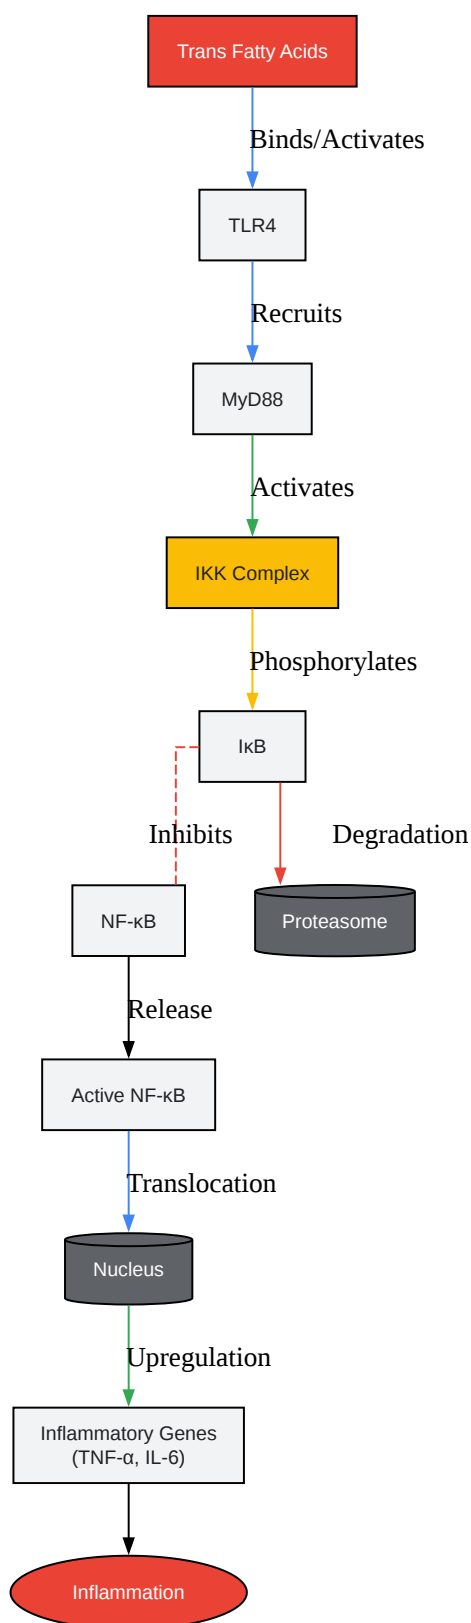 Trans Fatty Acids
Binds/Activates
TLR4
Recruits
MyD88
Activates
IKK Complex
Phosphorylates
IκB
Inhibits
Degradation
NF-κB
Proteasome
Release
Active NF-κB
Translocation
Nucleus
Upregulation
Inflammatory Genes
(TNF-α, IL-6)
Inflammation